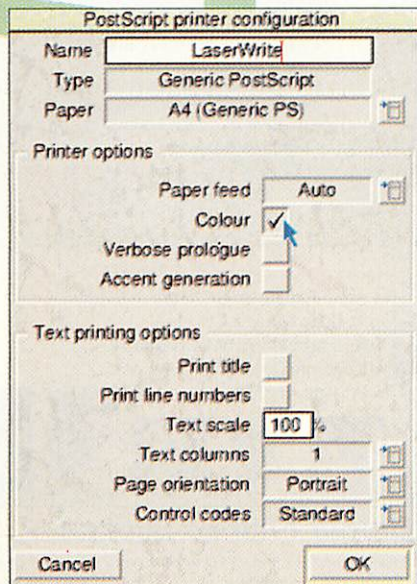 PostScript printer configuration
Name LaserWrite
Type Generic PostScript
Paper A4 (Generic PS)
Printer options
Paper feed Auto
Colour
Verbose prologue
Accent generation
Text printing options
Print title
Print line numbers
Text scale 100 %
Text columns 1
Page orientation Portrait
Control codes Standard
Cancel OK